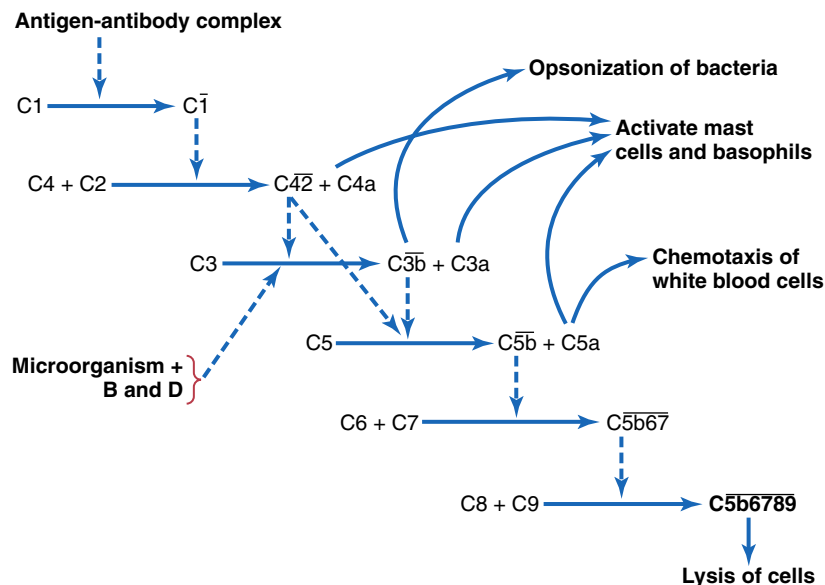 Antigen-antibody complex
Opsonization of bacteria
C1 C1̅
Activate mast
cells and basophils
C4 + C2 C4̅2̅ + C4a
C3 C3̅b̅ + C3a
Chemotaxis of
white blood cells
C5 C5̅b̅ + C5a
Microorganism +
B and D
C6 + C7 C5̅b̅6̅7̅
C8 + C9 C5̅b̅6̅7̅8̅9̅
Lysis of cells